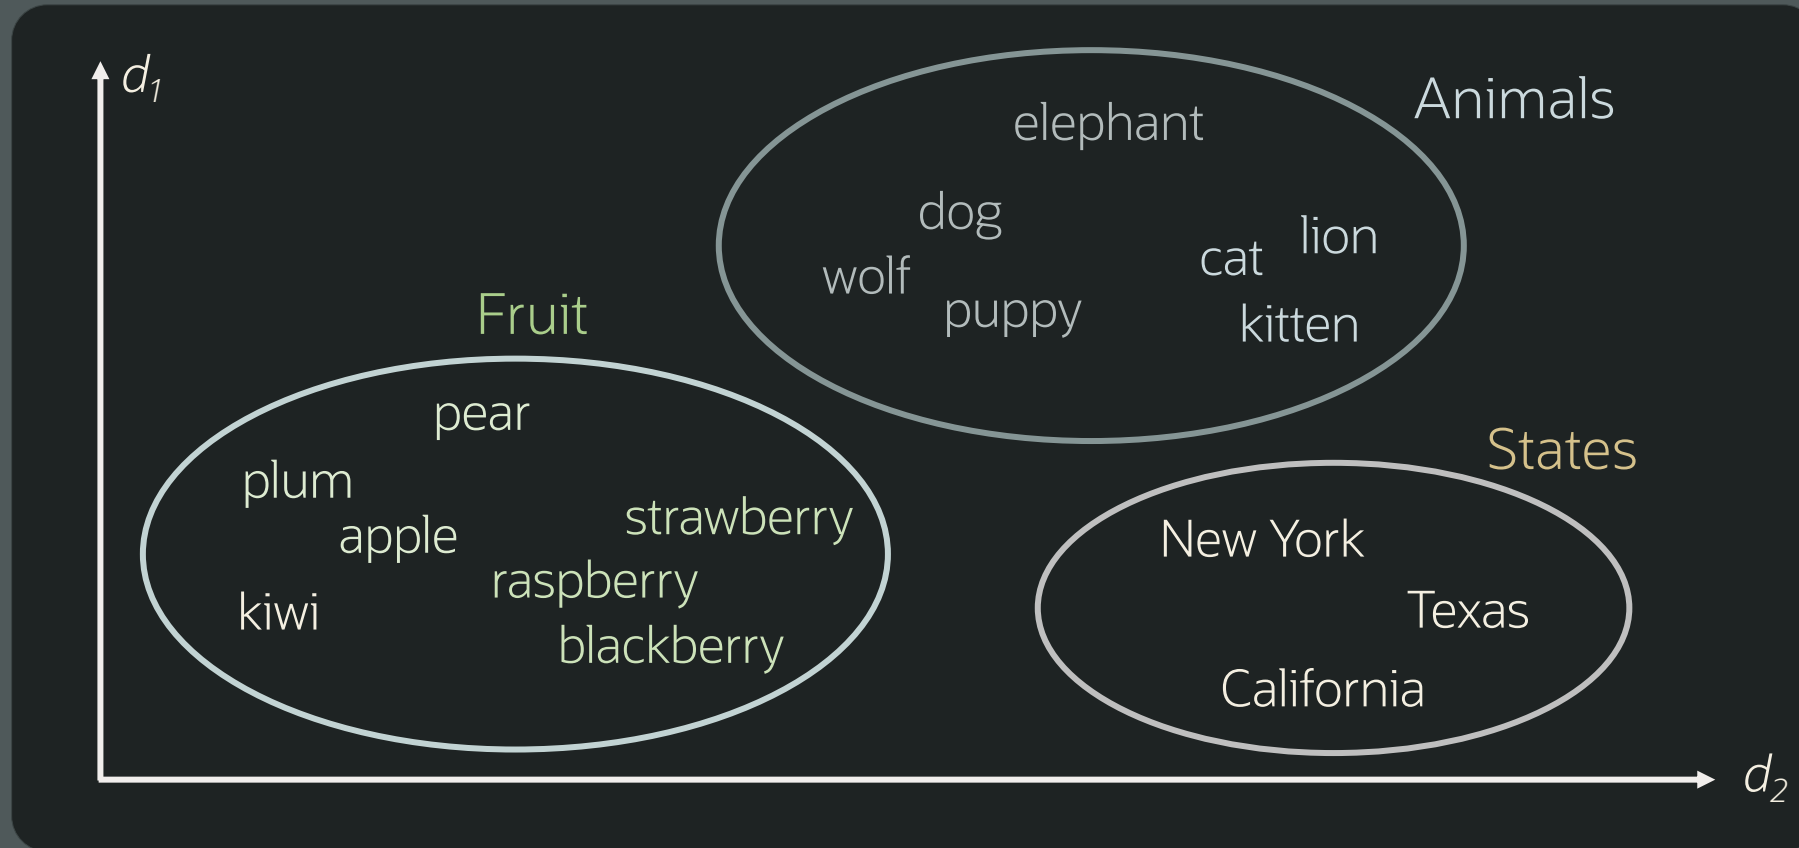 d1
Animals
elephant
dog
lion
cat
wolf
puppy
kitten
Fruit
pear
plum
strawberry
apple
raspberry
kiwi
blackberry
States
New York
Texas
California
d2